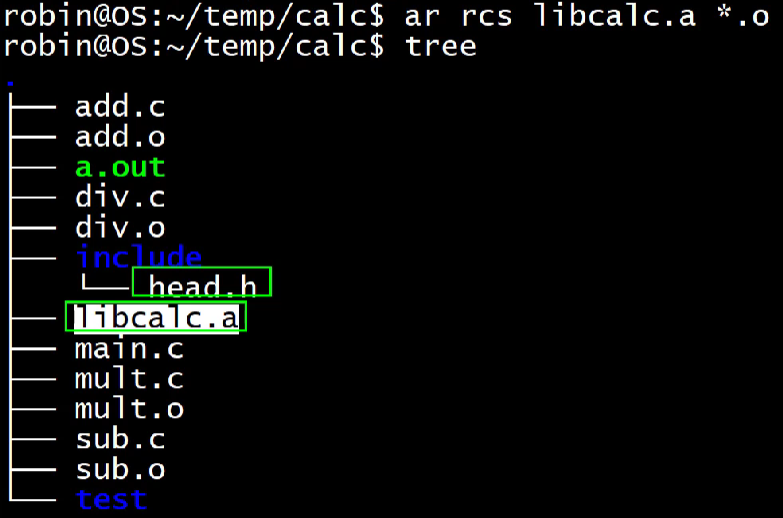 robin@OS:~/temp/calc$ ar rcs libcalc.a *.o
robin@OS:~/temp/calc$ tree
.
├── add.c
├── add.o
├── a.out
├── div.c
├── div.o
├── include
│   └── head.h
├── libcalc.a
├── main.c
├── mult.c
├── mult.o
├── sub.c
├── sub.o
└── test